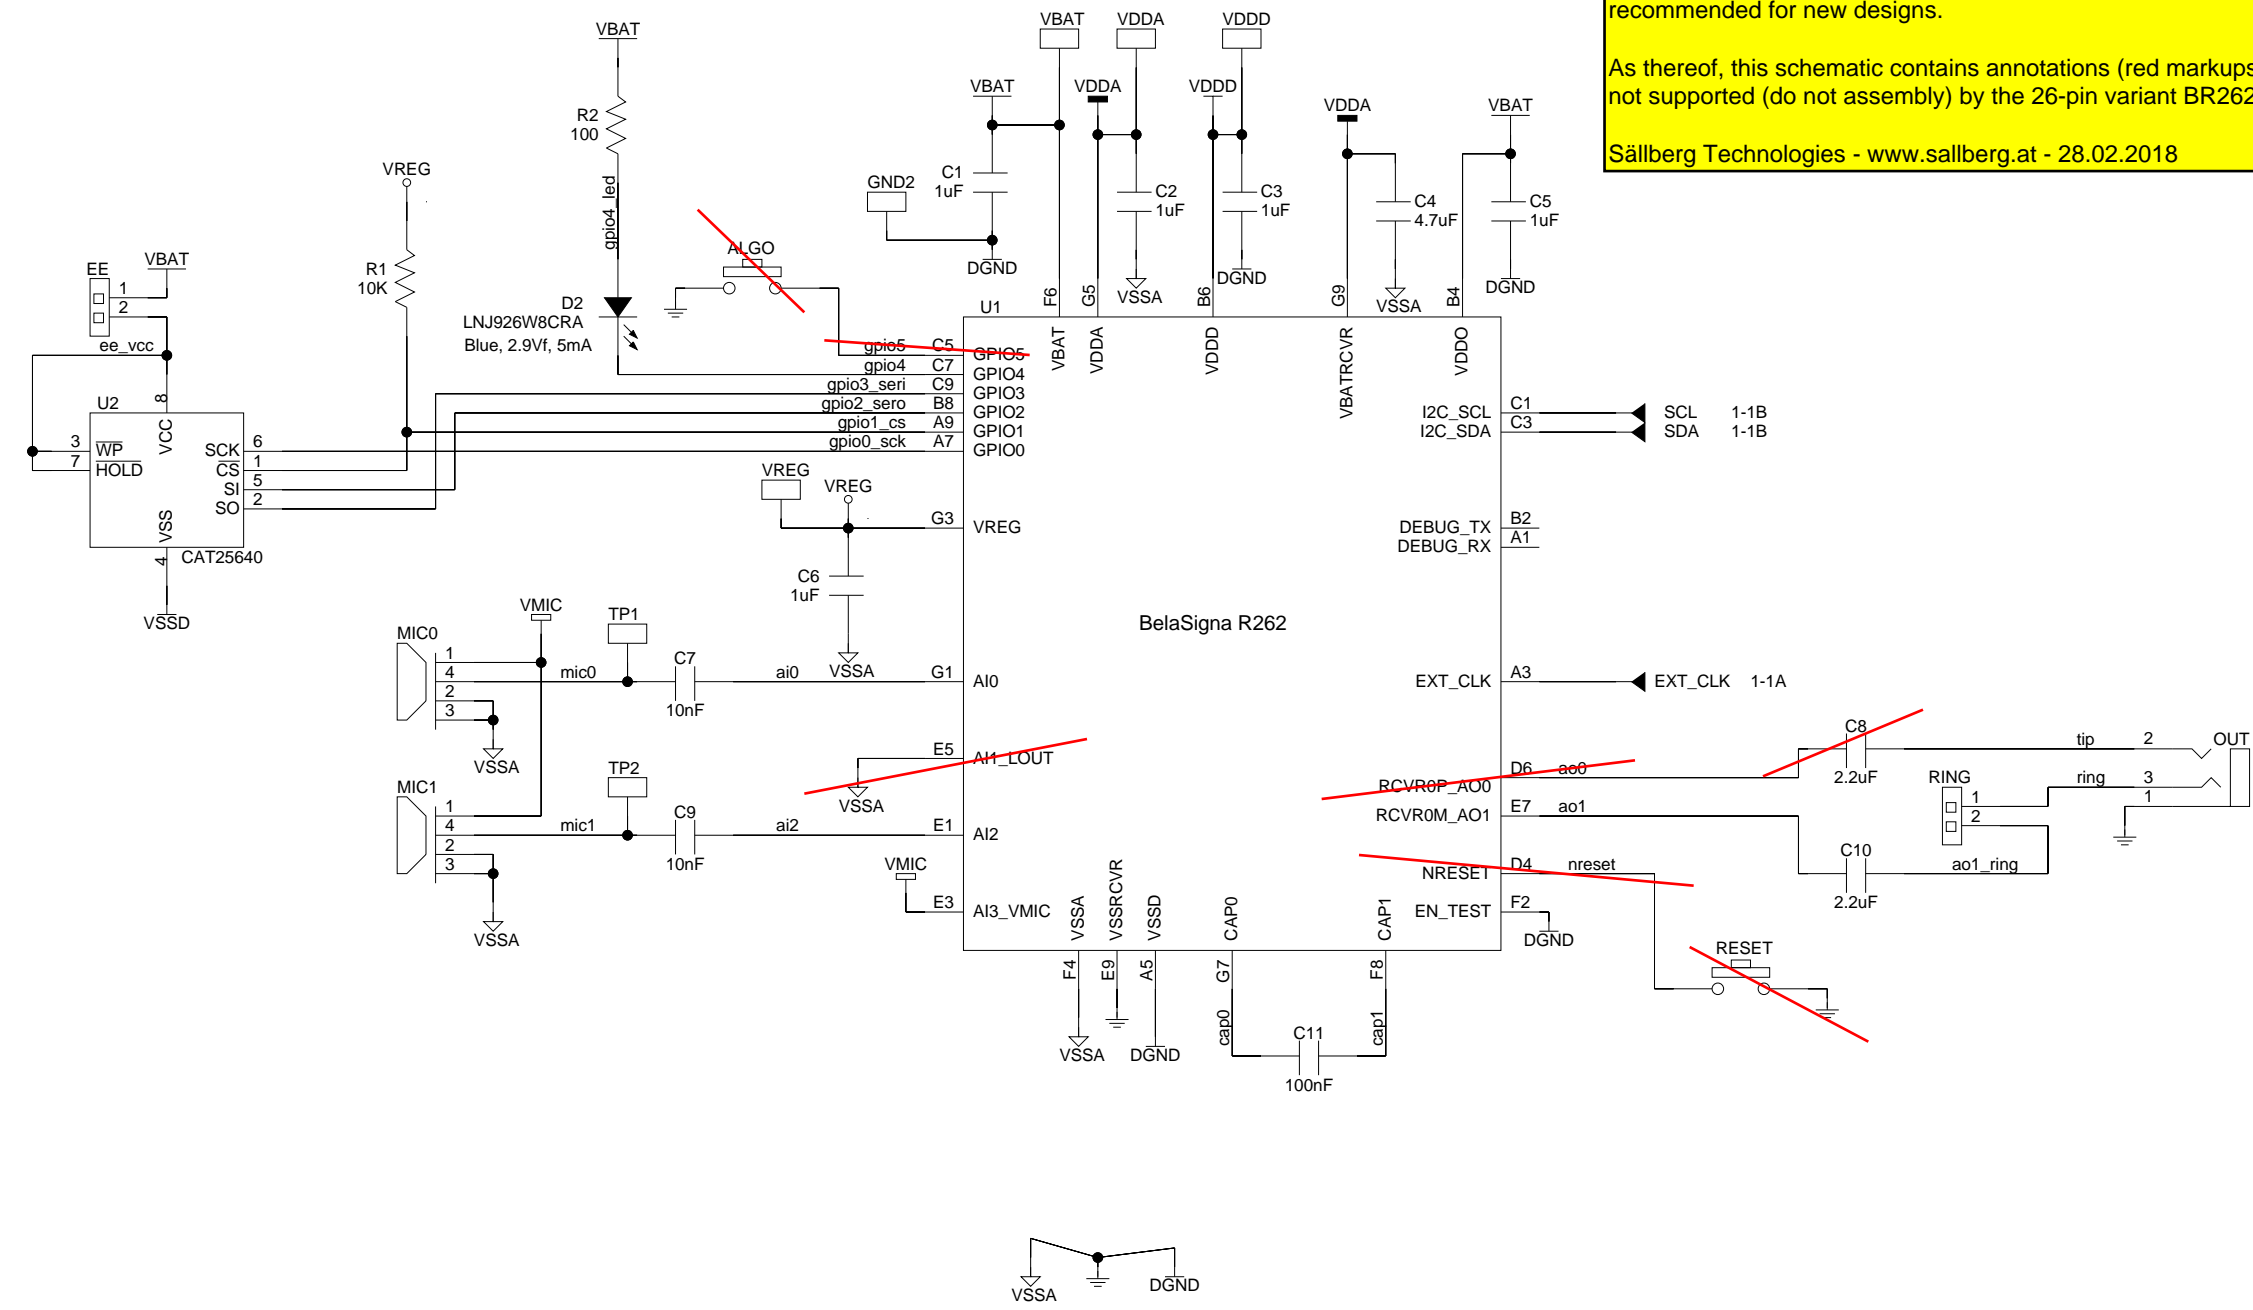 recommended for new designs.
As thereof, this schematic contains annotations (red markups
not supported (do not assembly) by the 26-pin variant BR262
Sällberg Technologies - www.sallberg.at - 28.02.2018
VBAT
VDDA
VDDD
VBAT
R2
100
gpio4_led
D2
LNJ926W8CRA
Blue, 2.9Vf, 5mA
VREG
R1
10K
VBAT
VDDA
VDDD
VDDA
VBAT
C1
1uF
GND2
DGND
C2
1uF
VSSA
C3
1uF
DGND
C4
4.7uF
VSSA
C5
1uF
DGND
ALGO
EE
1
2
VBAT
ee_vcc
U2
8
VCC
3
WP
7
HOLD
SCK
6
CS
1
SI
5
SO
2
VSS
4
CAT25640
VSSD
U1
F6
VBAT
G5
VDDA
B6
VDDD
G9
VBATRCVR
B4
VDDO
gpio5
C5
GPIO5
gpio4
C7
GPIO4
gpio3_seri
C9
GPIO3
gpio2_sero
B8
GPIO2
gpio1_cs
A9
GPIO1
gpio0_sck
A7
GPIO0
I2C_SCL
C1
SCL
1-1B
I2C_SDA
C3
SDA
1-1B
VREG
VREG
G3
VREG
DEBUG_TX
B2
DEBUG_RX
A1
C6
1uF
VSSA
BelaSigna R262
VMIC
TP1
MIC0
1
4
2
3
mic0
C7
10nF
ai0
G1
AI0
VSSA
EXT_CLK
A3
EXT_CLK
1-1A
E5
AI1_LOUT
VSSA
TP2
MIC1
1
4
2
3
mic1
C9
10nF
ai2
E1
AI2
VSSA
VMIC
E3
AI3_VMIC
RCVR0P_AO0
D6
ao0
C8
2.2uF
tip
2
OUT
RCVR0M_AO1
E7
ao1
RING
1
2
ring
3
1
C10
2.2uF
ao1_ring
NRESET
D4
nreset
EN_TEST
F2
DGND
RESET
VSSA
VSSRCVR
VSSD
CAP0
CAP1
F4
E9
A5
G7
F8
VSSA
DGND
cap0
cap1
C11
100nF
VSSA
DGND